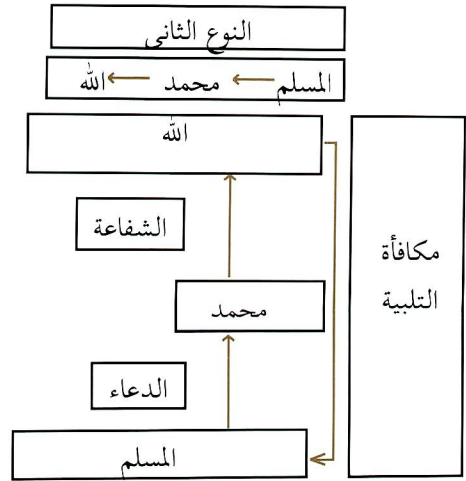 النوع الثاني
المسلم ← محمد ← الله
الله
الشفاعة
مكافأة
التلبية
محمد
الدعاء
المسلم